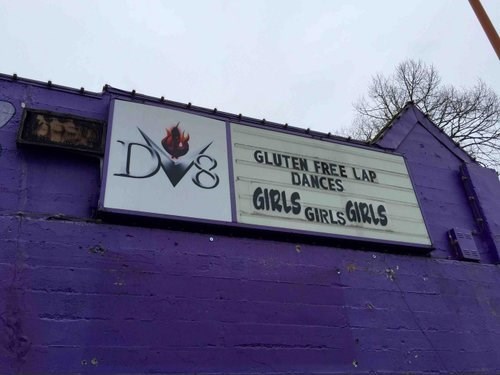 DV8
GLUTEN FREE LAP
DANCES
GIRLS GIRLS GIRLS